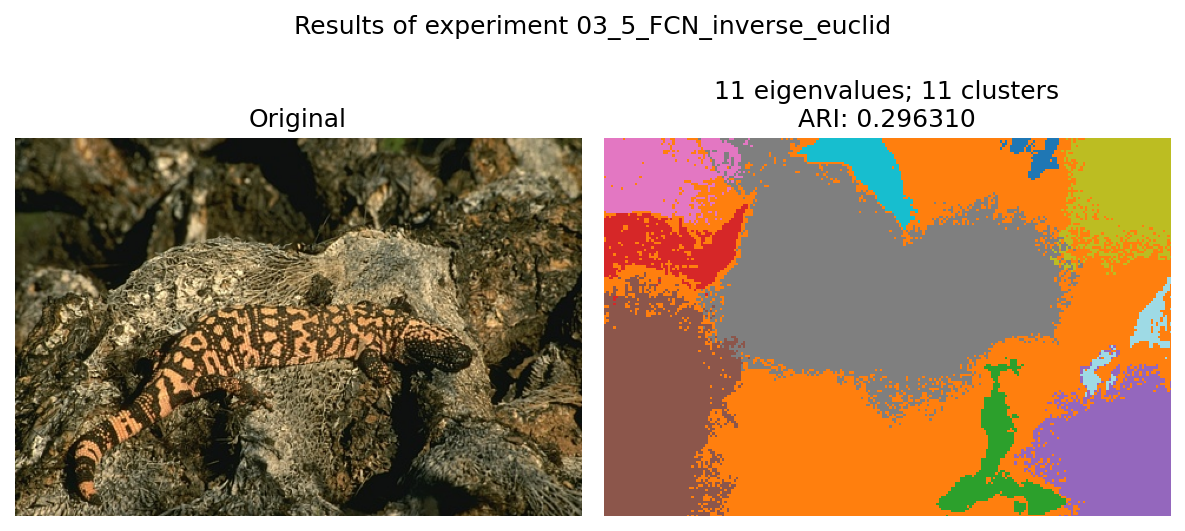 Results of experiment 03_5_FCN_inverse_euclid
Original
11 eigenvalues; 11 clusters
ARI: 0.296310